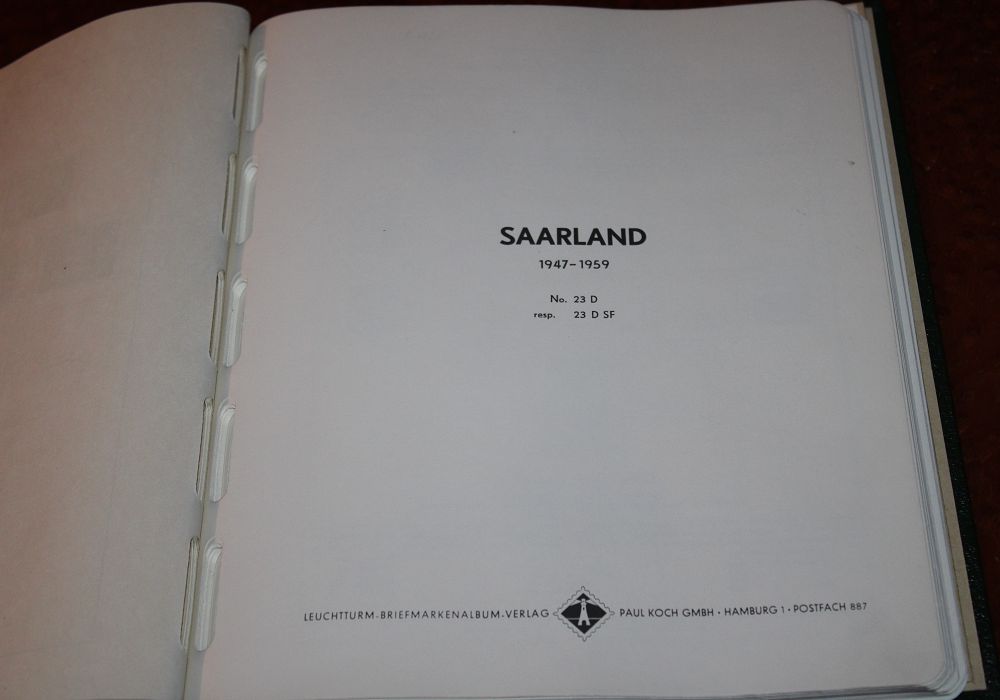 SAARLAND
1947–1959
No. 23 D
resp. 23 D SF
LEUCHTTURM-BRIEFMARKENALBUM-VERLAG PAUL KOCH GMBH · HAMBURG 1 · POSTFACH 887